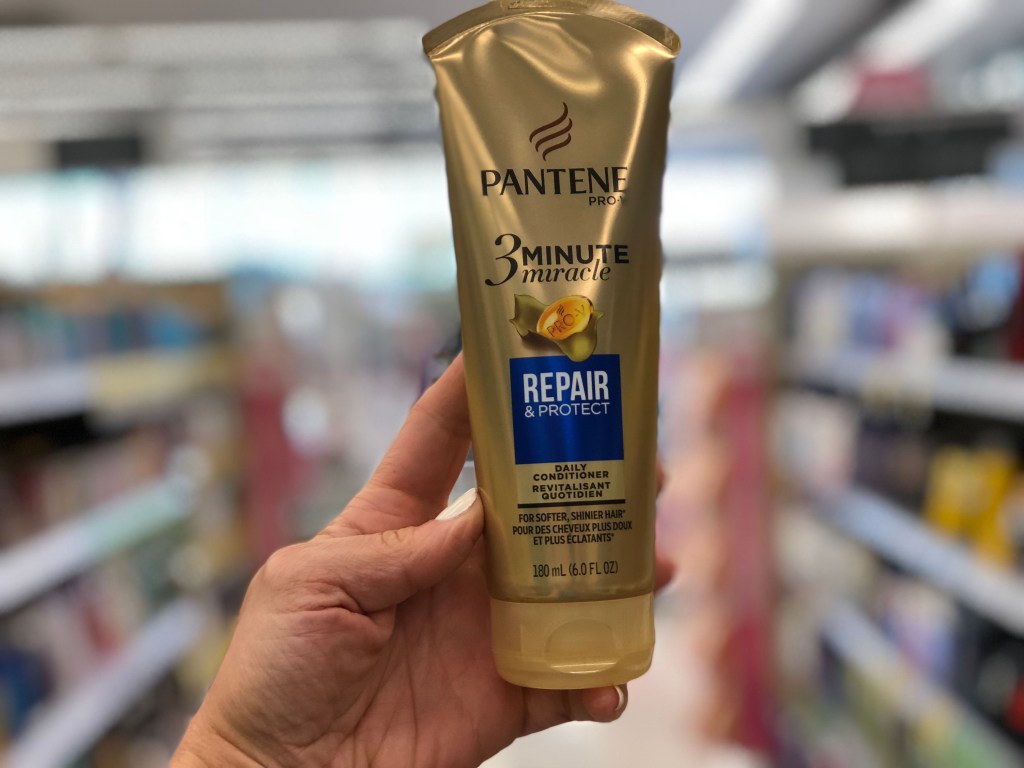 PANTENE
PRO-V
3 MINUTE
miracle
PRO-V
REPAIR
& PROTECT
DAILY
CONDITIONER
REVITALISANT
QUOTIDIEN
FOR SOFTER, SHINIER HAIR*
POUR DES CHEVEUX PLUS DOUX
ET PLUS ÉCLATANTS*
180 mL (6.0 FL OZ)